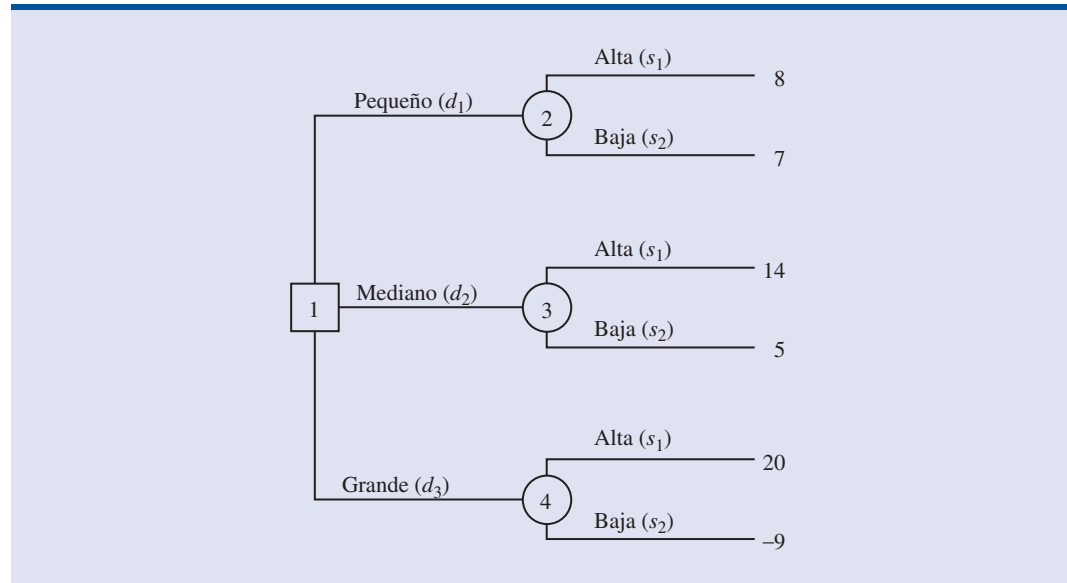 Alta (s₁)
8
Pequeño (d₁)
2
Baja (s₂)
7
Alta (s₁)
14
1
Mediano (d₂)
3
Baja (s₂)
5
Alta (s₁)
20
Grande (d₃)
4
Baja (s₂)
–9